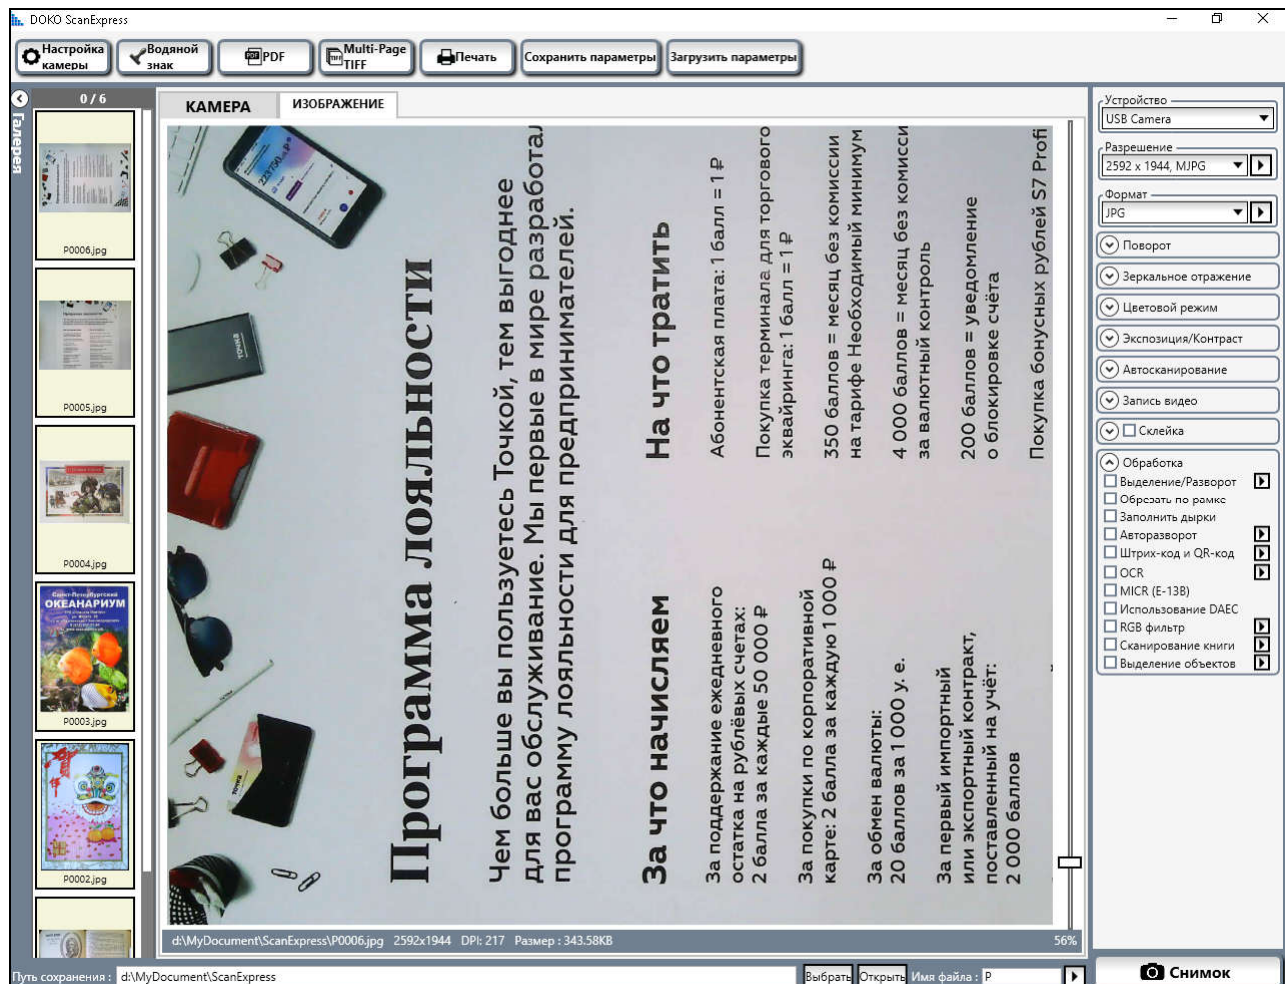 DOKO ScanExpress
Настройка
камеры
Водяной
знак
PDF
Multi-Page
TIFF
Печать
Сохранить параметры
Загрузить параметры
Галерея
0 / 6
P0006.jpg
P0005.jpg
P0004.jpg
Санкт-Петербургский
ОКЕАНАРИУМ
P0003.jpg
P0002.jpg
КАМЕРА
ИЗОБРАЖЕНИЕ
точка
Программа лояльности
Чем больше вы пользуетесь Точкой, тем выгоднее
для вас обслуживание. Мы первые в мире разработал
программу лояльности для предпринимателей.
За что начисляем
За поддержание ежедневного
остатка на рублёвых счетах:
2 балла за каждые 50 000 ₽
За покупки по корпоративной
карте: 2 балла за каждую 1 000 ₽
За обмен валюты:
20 баллов за 1 000 у. е.
За первый импортный
или экспортный контракт,
поставленный на учёт:
2 000 баллов
На что тратить
Абонентская плата: 1 балл = 1 ₽
Покупка терминала для торгового
эквайринга: 1 балл = 1 ₽
350 баллов = месяц без комиссии
на тарифе Необходимый минимум
4 000 баллов = месяц без комисси
за валютный контроль
200 баллов = уведомление
о блокировке счёта
Покупка бонусных рублей S7 Profi
d:\MyDocument\ScanExpress\P0006.jpg 2592x1944 DPI: 217 Размер : 343.58KB
56%
Путь сохранения : d:\MyDocument\ScanExpress
Выбрать
Открыть
Имя файла : P
Устройство
USB Camera
Разрешение
2592 x 1944, MJPG
Формат
JPG
Поворот
Зеркальное отражение
Цветовой режим
Экспозиция/Контраст
Автосканирование
Запись видео
Склейка
Обработка
Выделение/Разворот
Обрезать по рамке
Заполнить дырки
Авторазворот
Штрих-код и QR-код
OCR
MICR (E-13B)
Использование DAEC
RGB фильтр
Сканирование книги
Выделение объектов
Снимок